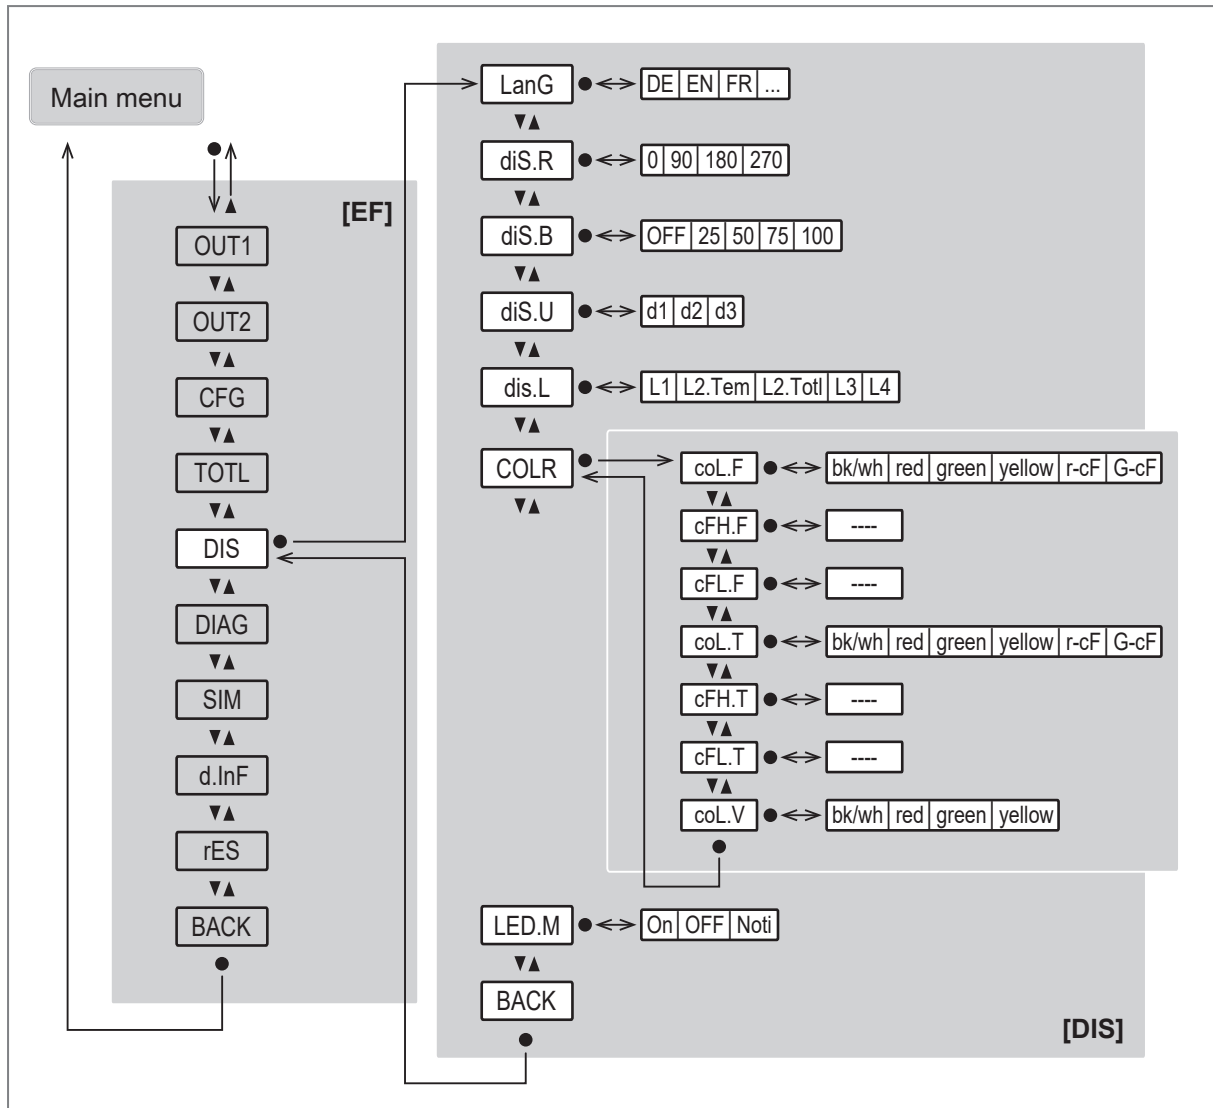 Main menu
[EF]
OUT1
OUT2
CFG
TOTL
DIS
DIAG
SIM
d.InF
rES
BACK
LanG DE EN FR ...
diS.R 0 90 180 270
diS.B OFF 25 50 75 100
diS.U d1 d2 d3
dis.L L1 L2.Tem L2.Totl L3 L4
COLR
coL.F bk/wh red green yellow r-cF G-cF
cFH.F ----
cFL.F ----
coL.T bk/wh red green yellow r-cF G-cF
cFH.T ----
cFL.T ----
coL.V bk/wh red green yellow
LED.M On OFF Noti
BACK
[DIS]